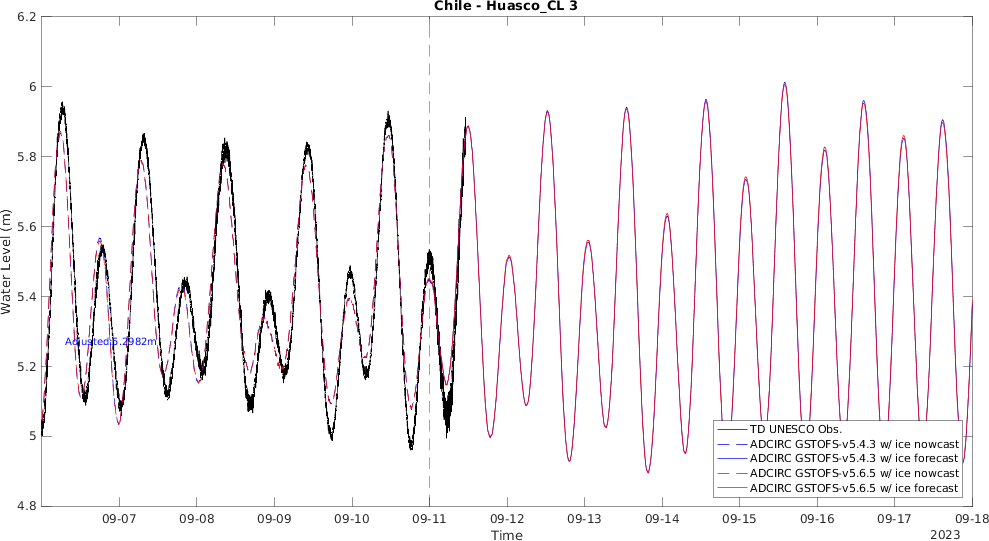 Chile - Huasco_CL 3
Water Level (m)
6.2
6
5.8
5.6
5.4
5.2
5
4.8
Adjusted:5.2982m
TD UNESCO Obs.
ADCIRC GSTOFS-v5.4.3 w/ ice nowcast
ADCIRC GSTOFS-v5.4.3 w/ ice forecast
ADCIRC GSTOFS-v5.6.5 w/ ice nowcast
ADCIRC GSTOFS-v5.6.5 w/ ice forecast
09-07 09-08 09-09 09-10 09-11 09-12 09-13 09-14 09-15 09-16 09-17 09-18
Time
2023